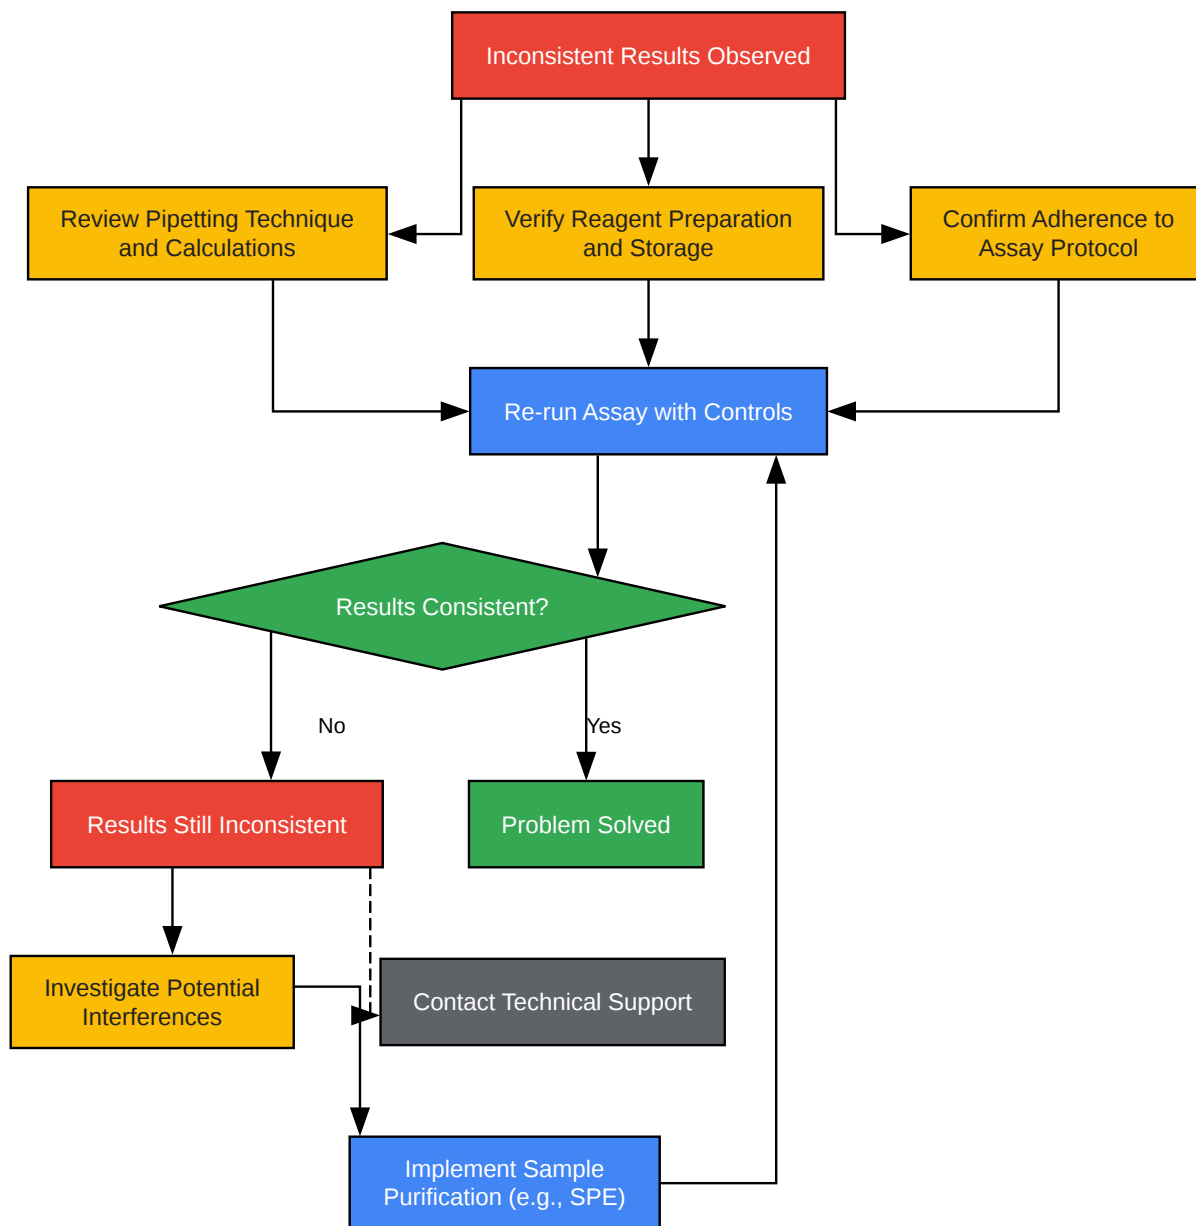 Inconsistent Results Observed
Review Pipetting Technique
and Calculations
Verify Reagent Preparation
and Storage
Confirm Adherence to
Assay Protocol
Re-run Assay with Controls
Results Consistent?
No
Yes
Results Still Inconsistent
Problem Solved
Investigate Potential
Interferences
Contact Technical Support
Implement Sample
Purification (e.g., SPE)